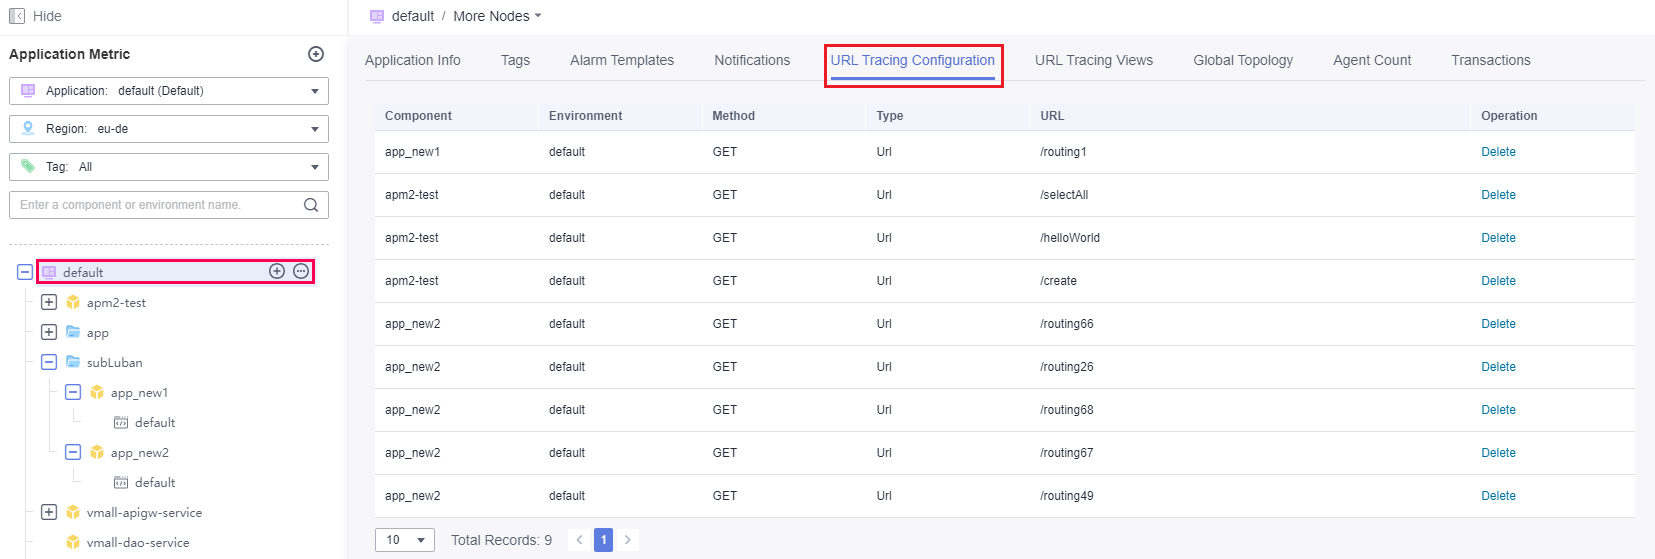 Hide
Application Metric
Application: default (Default)
Region: eu-de
Tag: All
Enter a component or environment name.
default
apm2-test
app
subLuban
app_new1
default
app_new2
default
vmall-apigw-service
vmall-dao-service
default / More Nodes
Application Info Tags Alarm Templates Notifications URL Tracing Configuration URL Tracing Views Global Topology Agent Count Transactions
Component Environment Method Type URL Operation
app_new1 default GET Url /routing1 Delete
apm2-test default GET Url /selectAll Delete
apm2-test default GET Url /helloWorld Delete
apm2-test default GET Url /create Delete
app_new2 default GET Url /routing66 Delete
app_new2 default GET Url /routing26 Delete
app_new2 default GET Url /routing68 Delete
app_new2 default GET Url /routing67 Delete
app_new2 default GET Url /routing49 Delete
10 Total Records: 9 < 1 >